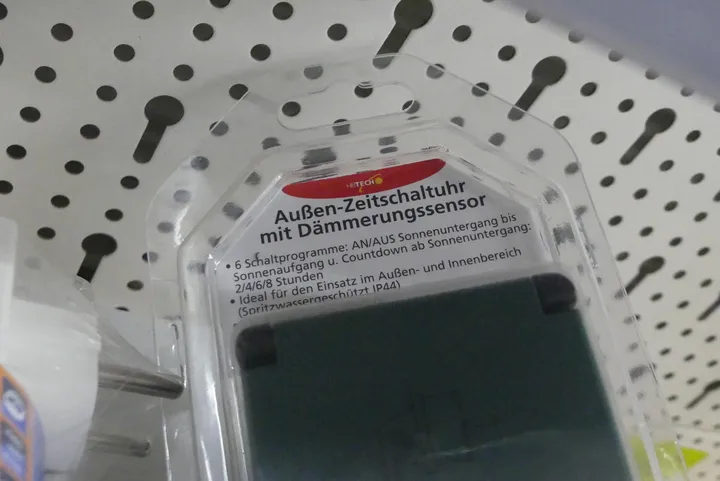 HEITECH
Außen-Zeitschaltuhr
mit Dämmerungssensor
• 6 Schaltprogramme: AN/AUS Sonnenuntergang bis
Sonnenaufgang u. Countdown ab Sonnenuntergang:
2/4/6/8 Stunden
• Ideal für den Einsatz im Außen- und Innenbereich
(Spritzwassergeschützt IP44)